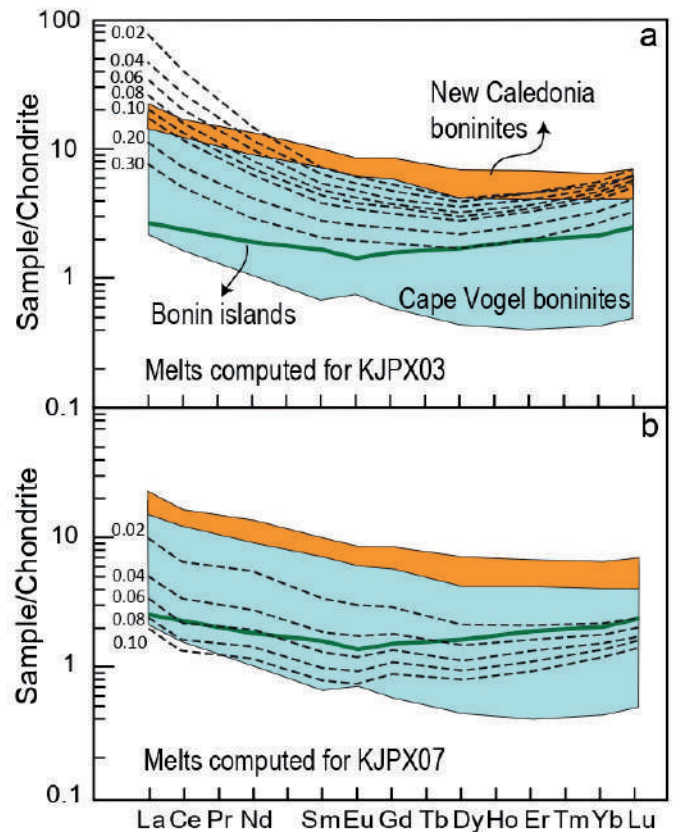 100
a
0.02
0.04
0.06
0.08
0.10
0.20
0.30
10
1
0.1
Sample/Chondrite
New Caledonia
boninites
Bonin islands
Cape Vogel boninites
Melts computed for KJPX03
b
0.02
0.04
0.06
0.08
0.10
10
1
0.1
Sample/Chondrite
Melts computed for KJPX07
La Ce Pr Nd Sm Eu Gd Tb Dy Ho Er Tm Yb Lu